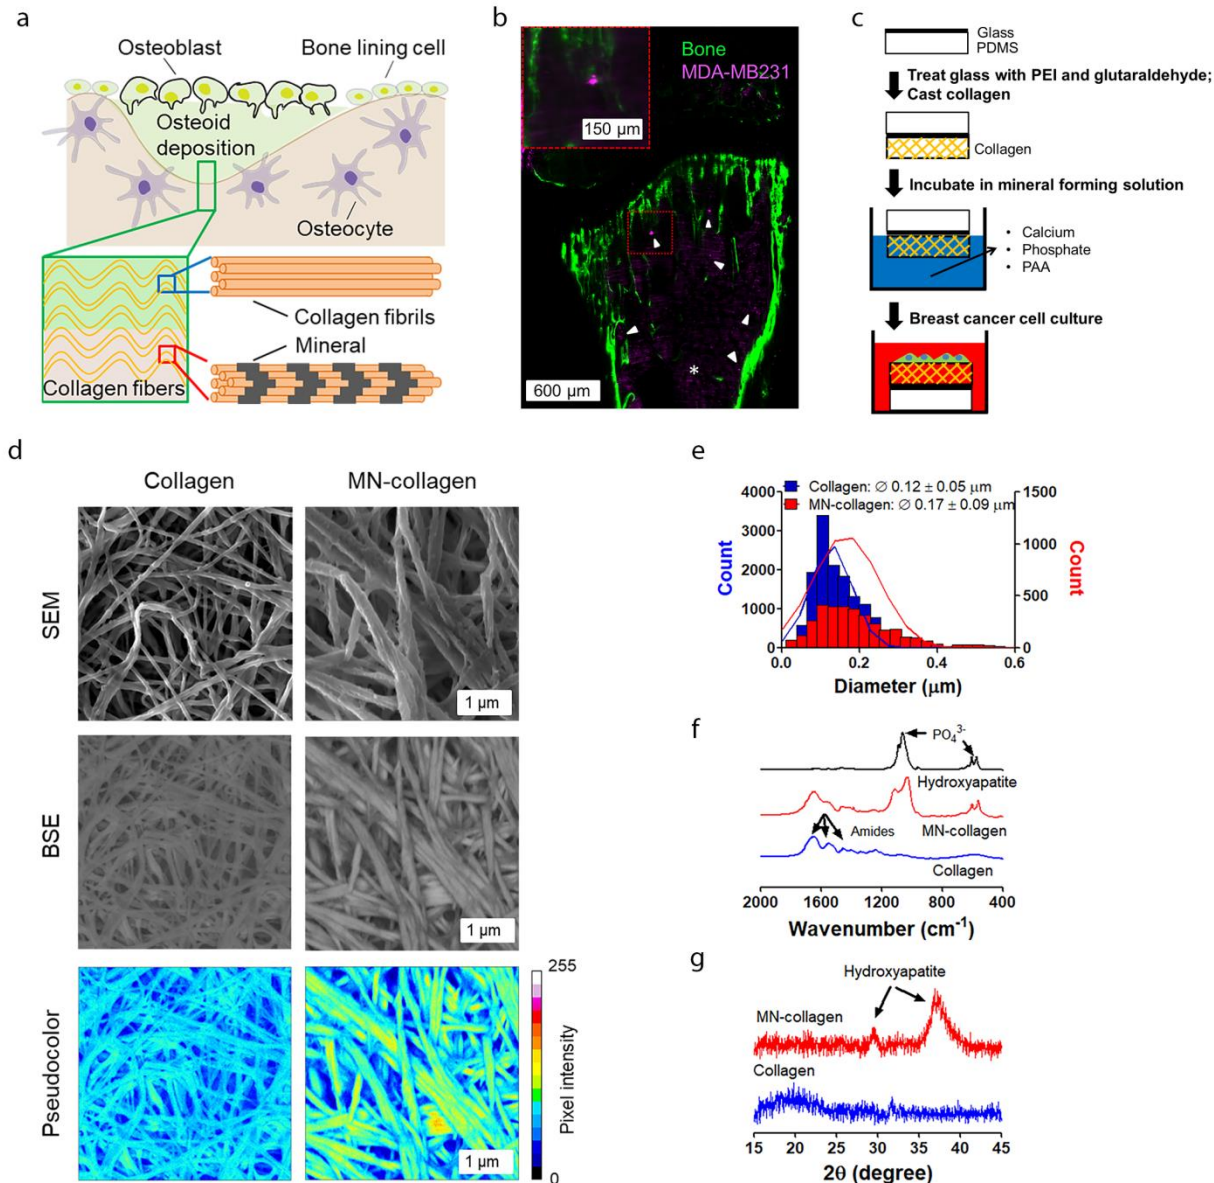 a
Osteoblast
Bone lining cell
Osteoid
deposition
Osteocyte
Collagen fibrils
Mineral
Collagen fibers
b
Bone
MDA-MB231
150 µm
*
600 µm
c
Glass
PDMS
Treat glass with PEI and glutaraldehyde;
Cast collagen
Collagen
Incubate in mineral forming solution
• Calcium
• Phosphate
• PAA
Breast cancer cell culture
d
Collagen
MN-collagen
SEM
1 µm
BSE
1 µm
Pseudocolor
1 µm
255
Pixel intensity
0
e
Collagen: ∅ 0.12 ± 0.05 µm
MN-collagen: ∅ 0.17 ± 0.09 µm
4000
3000
2000
1000
0
Count
1500
1000
500
0
Count
0.0 0.2 0.4 0.6
Diameter (µm)
f
PO₄³⁻
Hydroxyapatite
MN-collagen
Amides
Collagen
2000 1600 1200 800 400
Wavenumber (cm⁻¹)
g
Hydroxyapatite
MN-collagen
Collagen
15 20 25 30 35 40 45
2θ (degree)